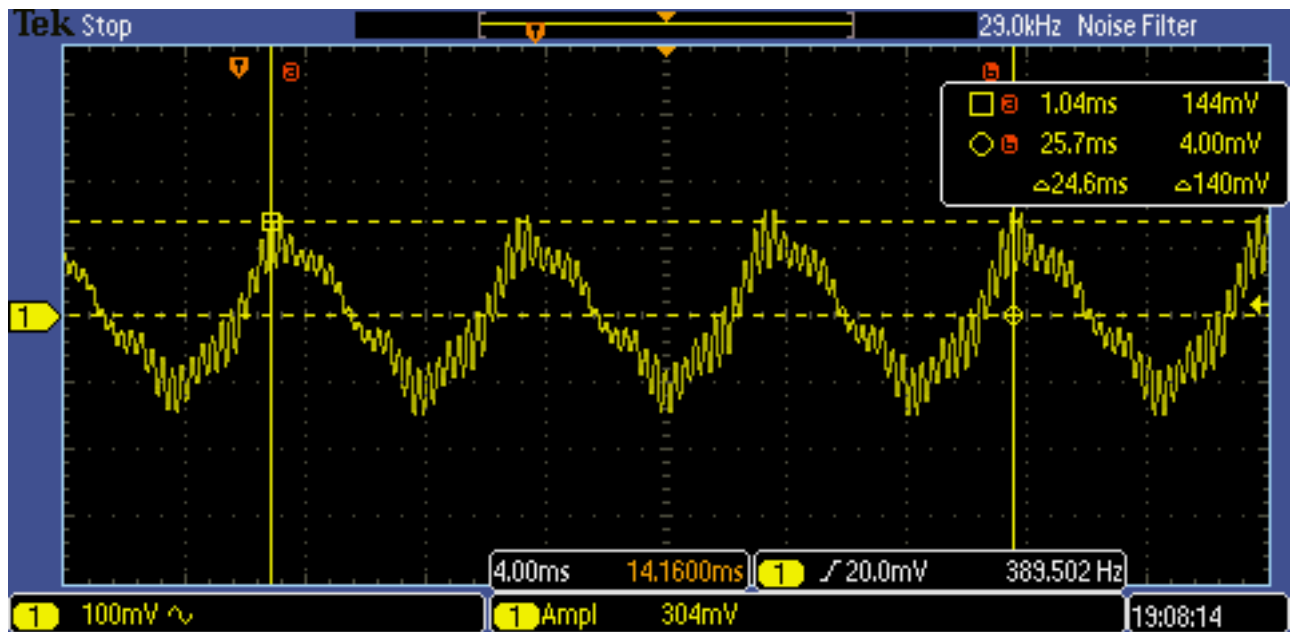 Tek Stop 29.0kHz Noise Filter
T
T a b
a 1.04ms 144mV
b 25.7ms 4.00mV
△24.6ms △140mV
1
4.00ms 14.1600ms 1 20.0mV 389.502 Hz
1 100mV 1 Ampl 304mV 19:08:14